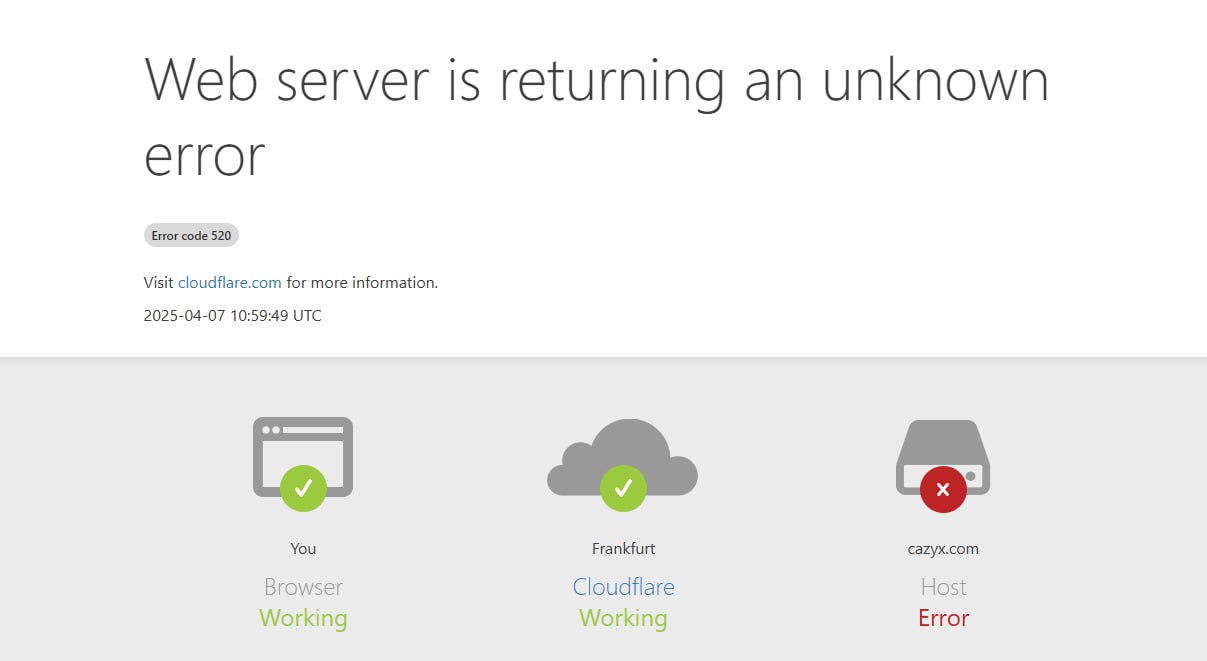 Web server is returning an unknown
error
Error code 520
Visit cloudflare.com for more information.
2025-04-07 10:59:49 UTC
You
Browser
Working
Frankfurt
Cloudflare
Working
cazyx.com
Host
Error